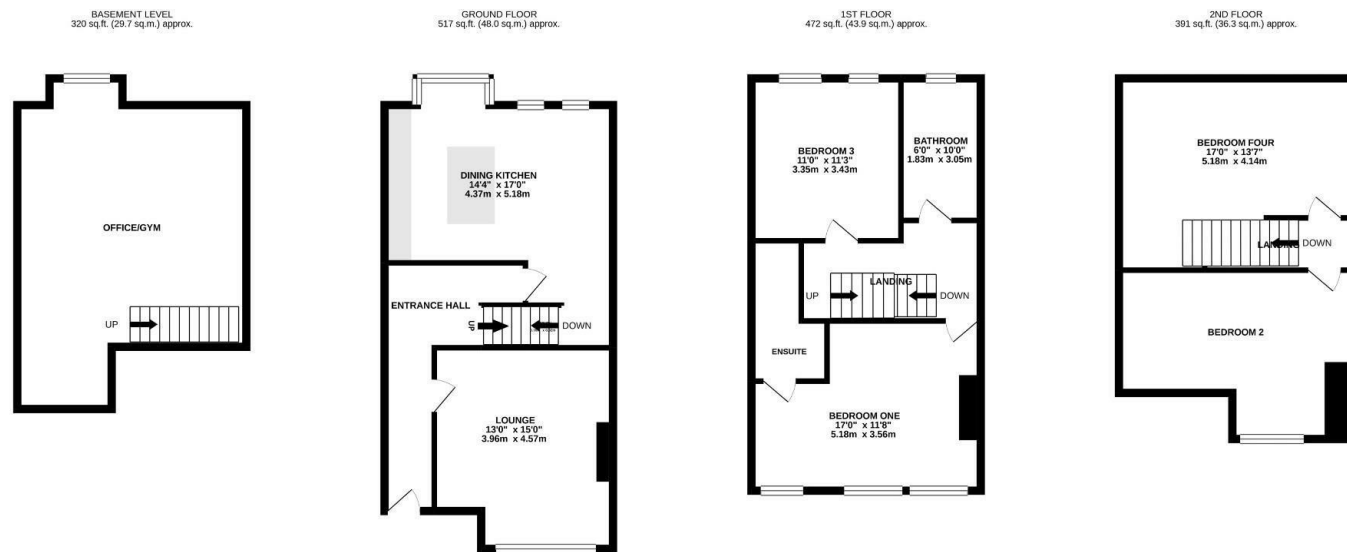 BASEMENT LEVEL
320 sq.ft. (29.7 sq.m.) approx.
OFFICE/GYM
UP
GROUND FLOOR
517 sq.ft. (48.0 sq.m.) approx.
DINING KITCHEN
14'4" x 17'0"
4.37m x 5.18m
ENTRANCE HALL
UP
DOWN
LOUNGE
13'0" x 15'0"
3.96m x 4.57m
1ST FLOOR
472 sq.ft. (43.9 sq.m.) approx.
BEDROOM 3
11'0" x 11'3"
3.35m x 3.43m
BATHROOM
6'0" x 10'0"
1.83m x 3.05m
LANDING
UP
DOWN
ENSUITE
BEDROOM ONE
17'0" x 11'8"
5.18m x 3.56m
2ND FLOOR
391 sq.ft. (36.3 sq.m.) approx.
BEDROOM FOUR
17'0" x 13'7"
5.18m x 4.14m
LANDING
DOWN
BEDROOM 2